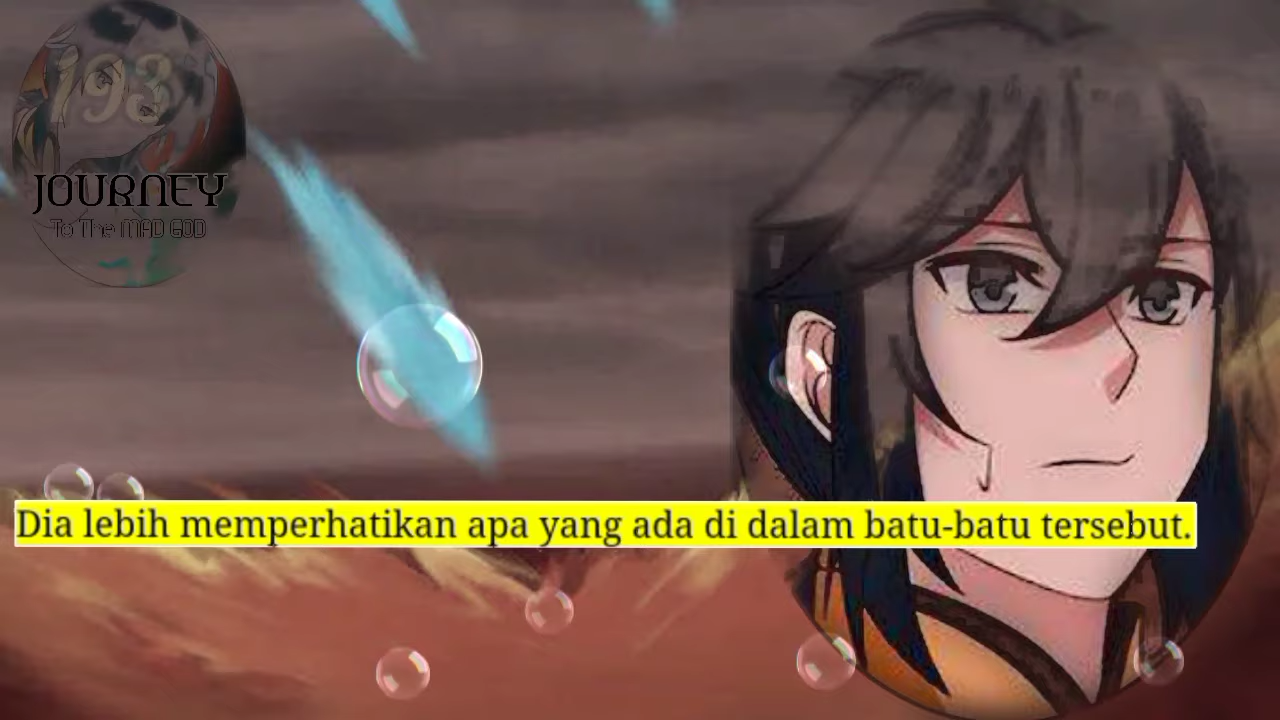 193
JOURNEY
To The MAD GOD
Dia lebih memperhatikan apa yang ada di dalam batu-batu tersebut.